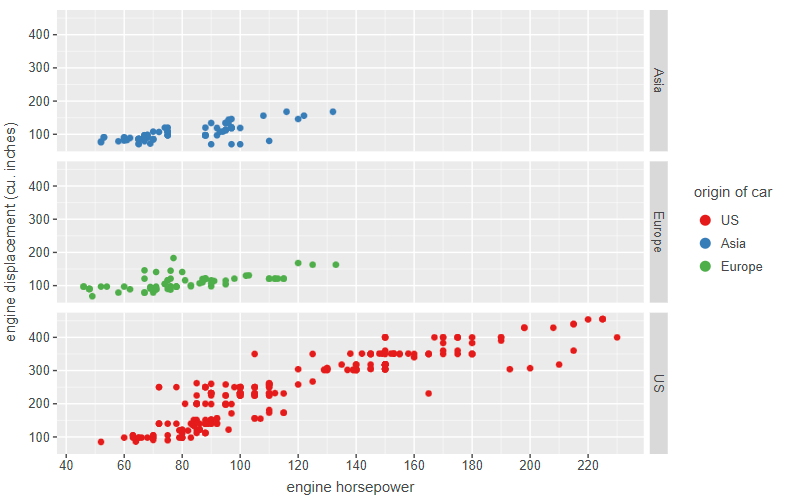 engine displacement (cu. inches)
400
300
200
100
Asia
400
300
200
100
Europe
400
300
200
100
US
40 60 80 100 120 140 160 180 200 220
engine horsepower
origin of car
US
Asia
Europe